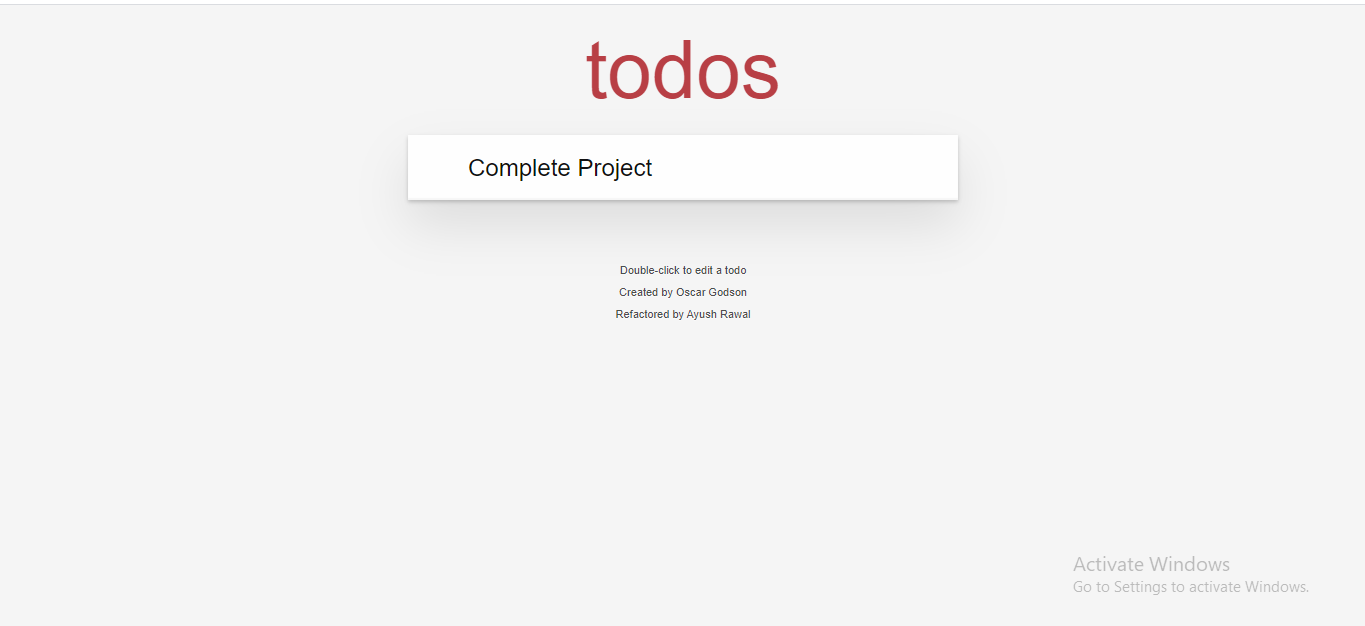 todos
Complete Project
Double-click to edit a todo
Created by Oscar Godson
Refactored by Ayush Rawal
Activate Windows
Go to Settings to activate Windows.